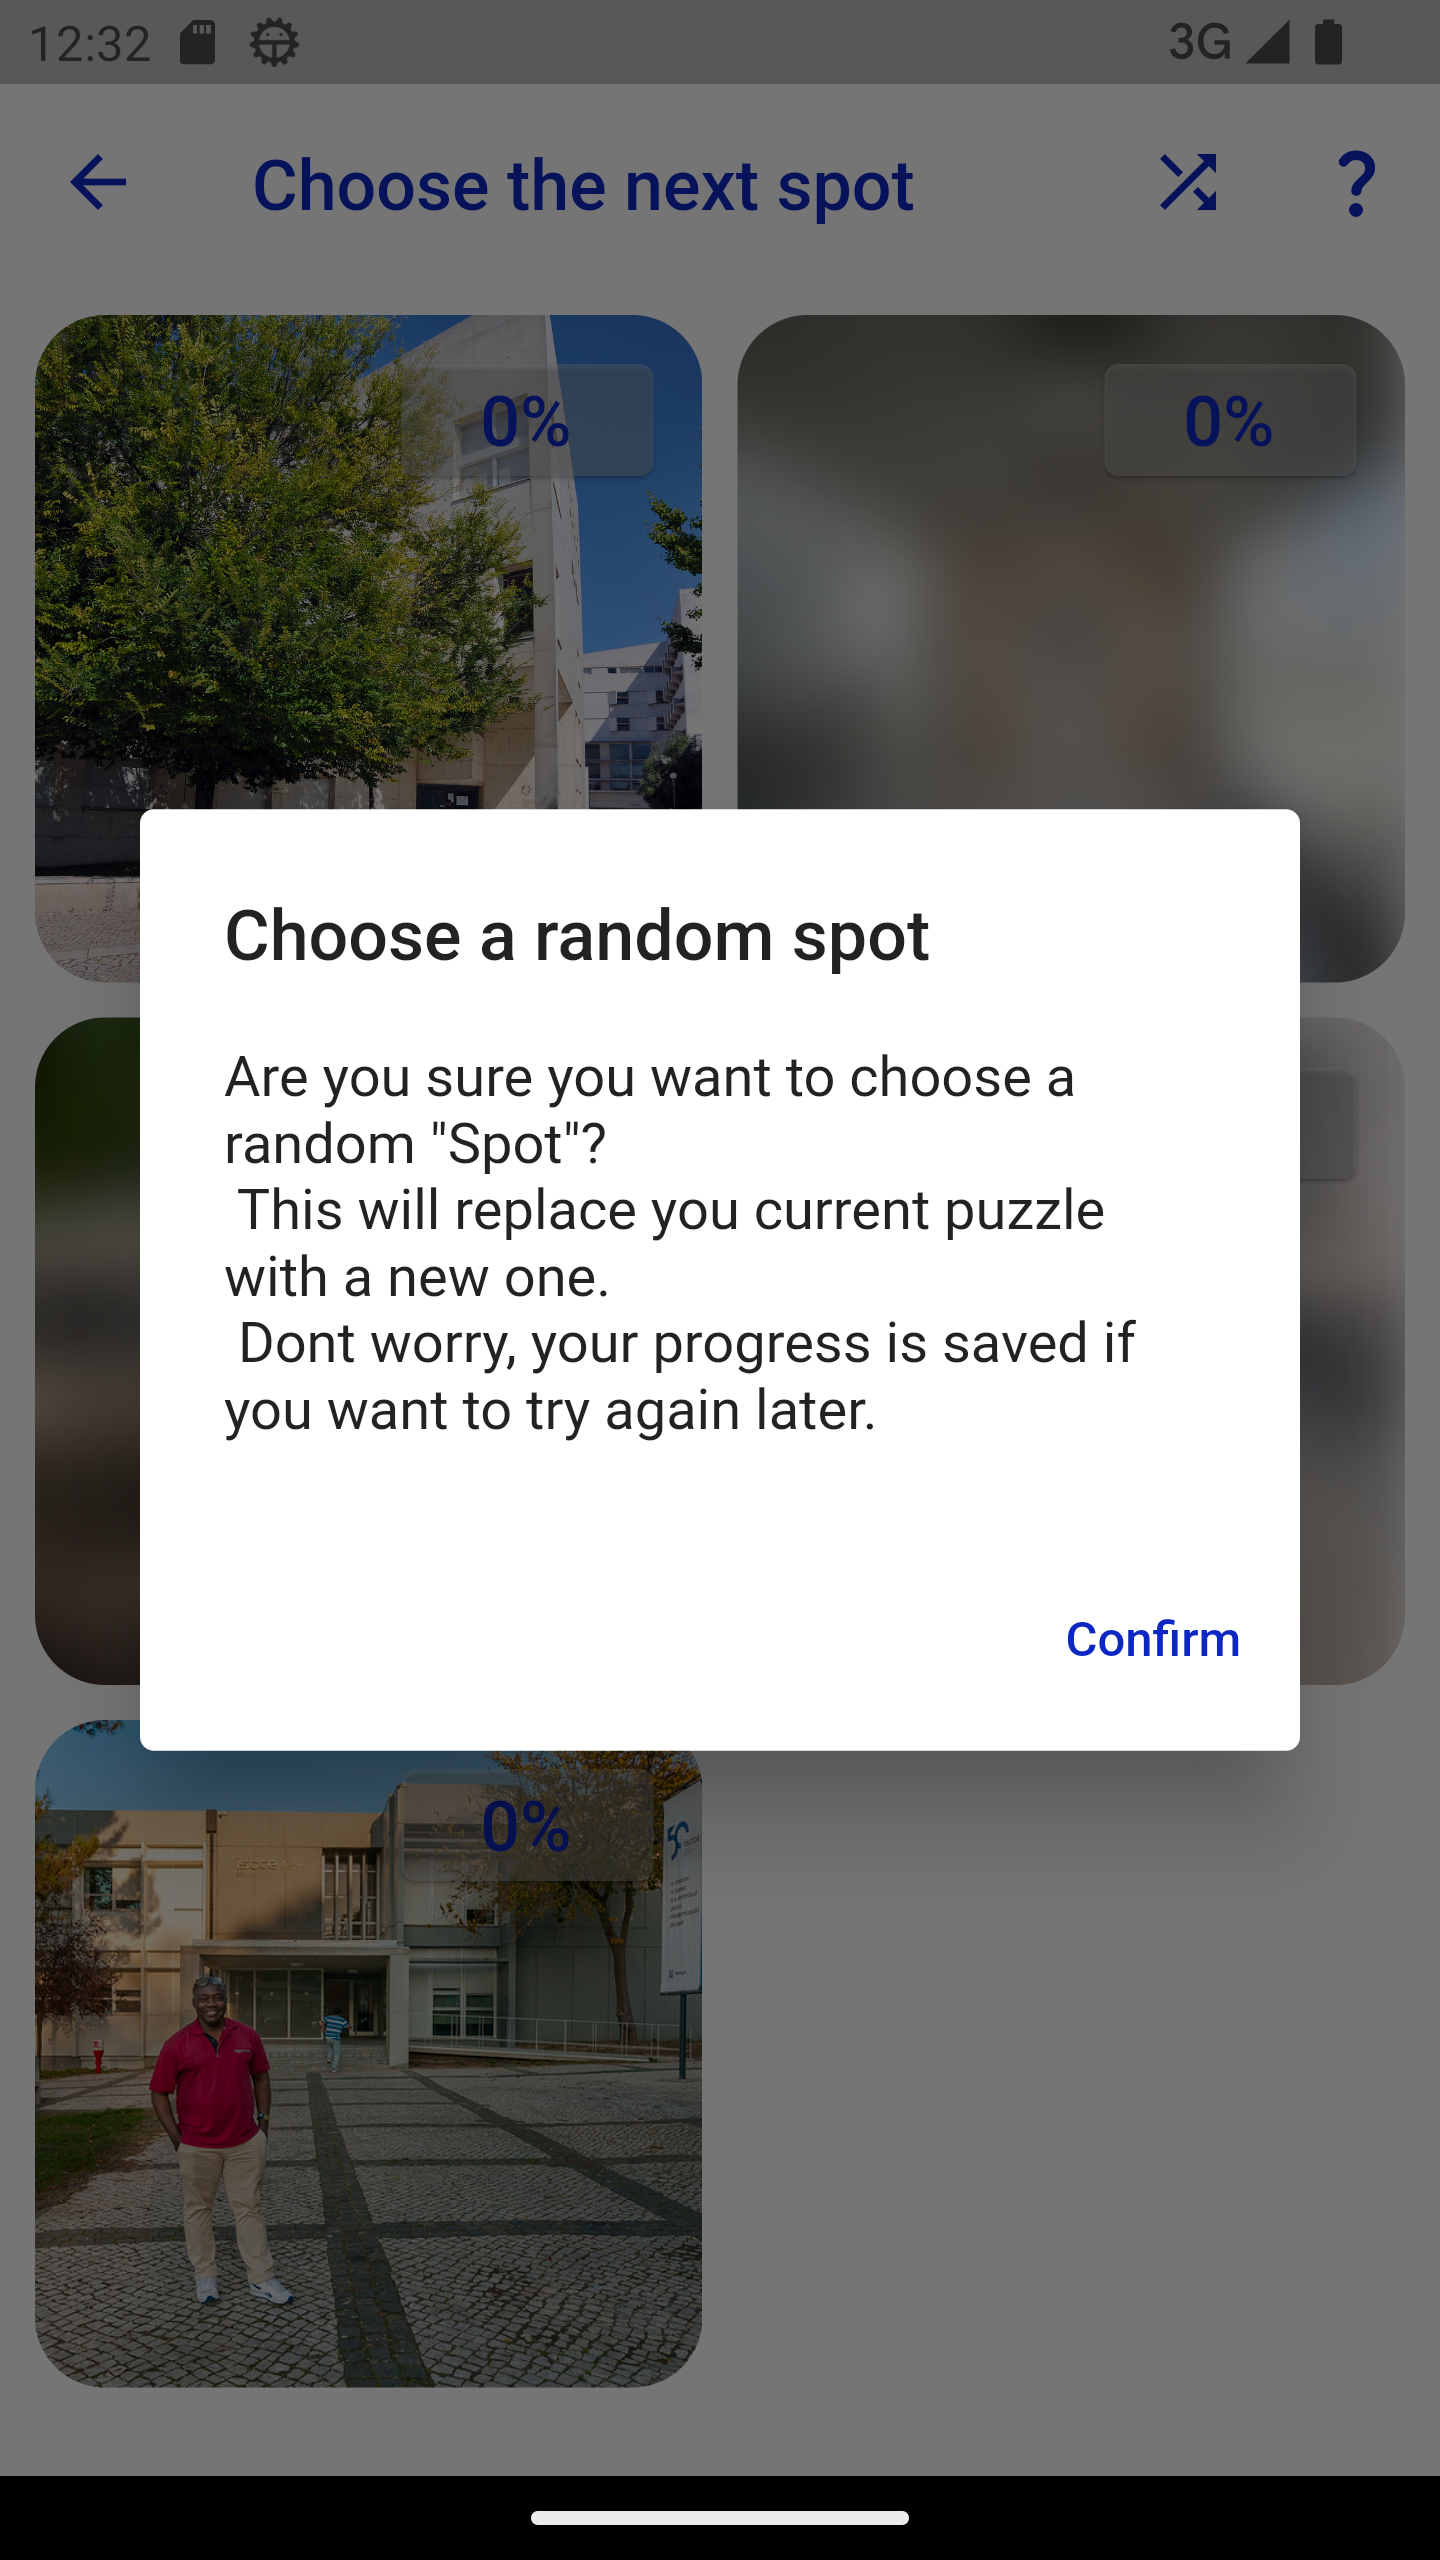 12:32
3G
Choose the next spot
?
0%
0%
Choose a random spot
Are you sure you want to choose a
random "Spot"?
This will replace you current puzzle
with a new one.
Dont worry, your progress is saved if
you want to try again later.
Confirm
0%
iscte
50